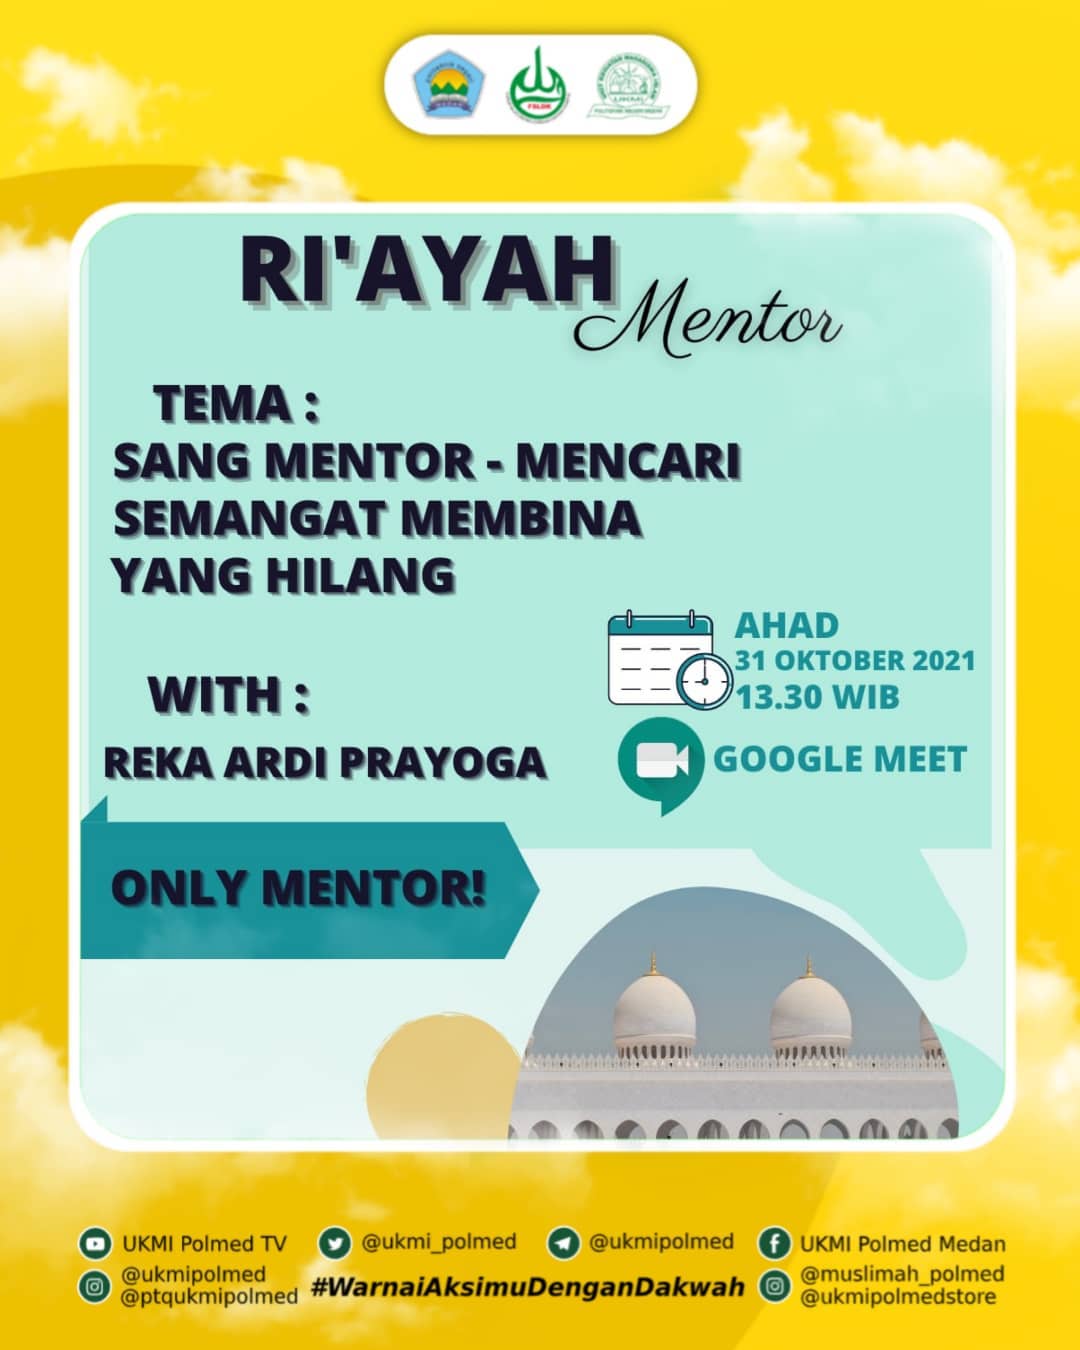 FSLDK
RI'AYAH
Mentor
TEMA :
SANG MENTOR - MENCARI
SEMANGAT MEMBINA
YANG HILANG
AHAD
31 OKTOBER 2021
13.30 WIB
WITH :
REKA ARDI PRAYOGA
GOOGLE MEET
ONLY MENTOR!
UKMI Polmed TV
@ukmi_polmed
@ukmipolmed
UKMI Polmed Medan
@ukmipolmed
@ptqukmipolmed
#WarnaiAksimuDenganDakwah
@muslimah_polmed
@ukmipolmedstore